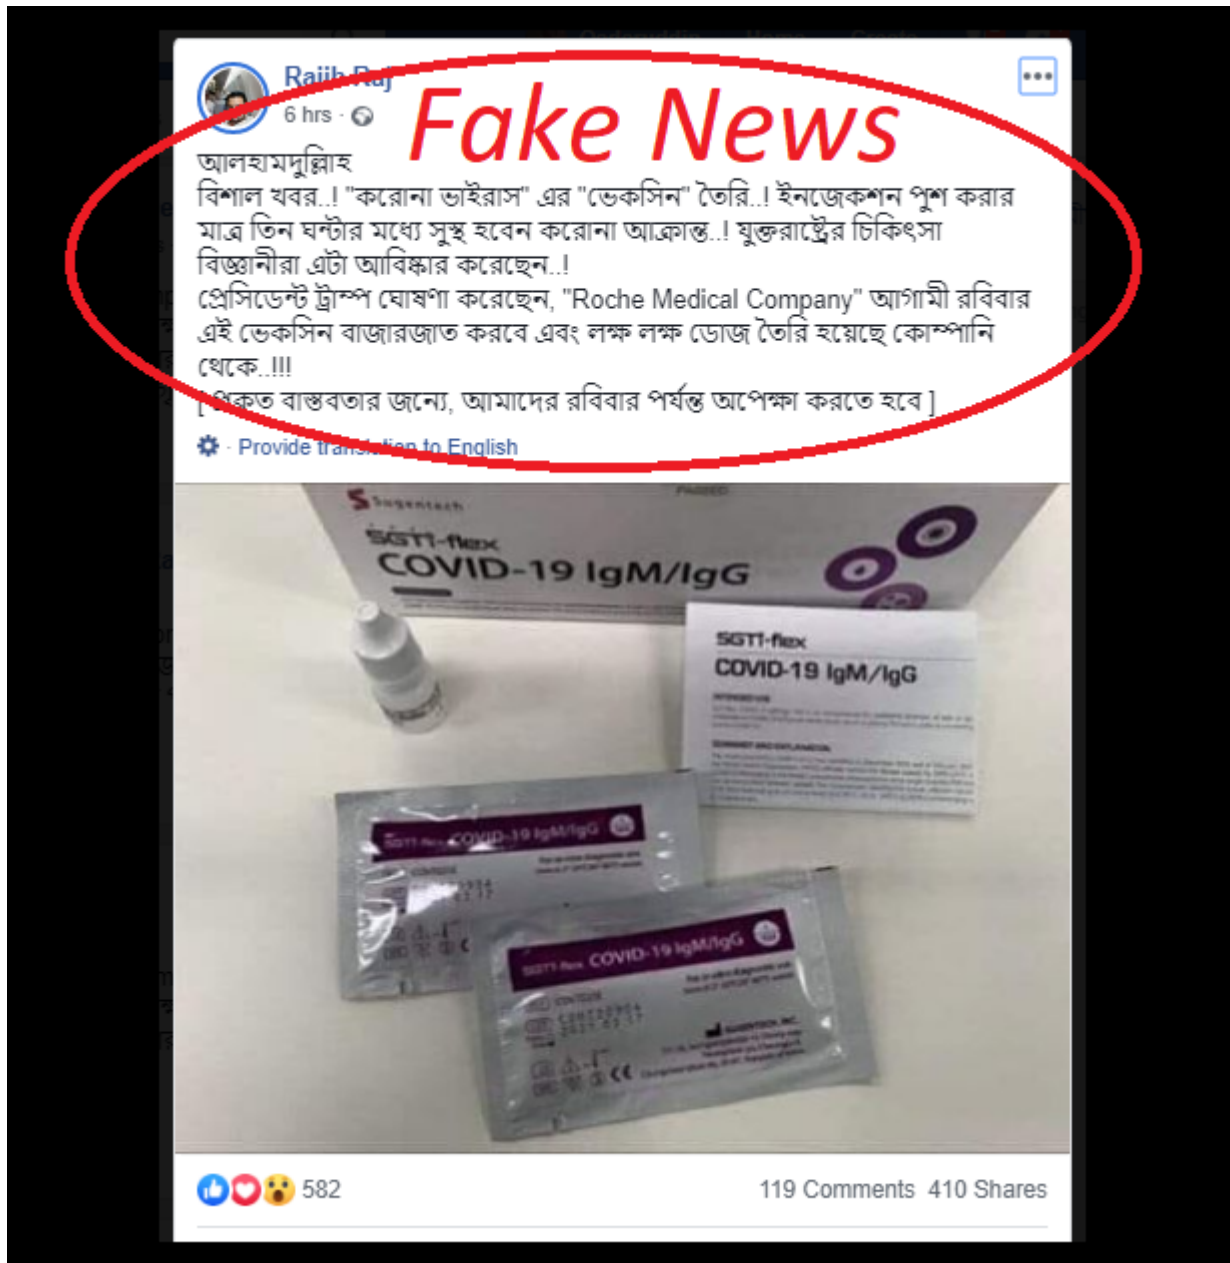 Fake News
Rajib Raj
6 hrs ·
আলহামদুল্লিাহ
বিশাল খবর..! "করোনা ভাইরাস" এর "ভেকসিন" তৈরি..! ইনজেকশন পুশ করার
মাত্র তিন ঘন্টার মধ্যে সুস্থ হবেন করোনা আক্রান্ত..! যুক্তরাষ্ট্রের চিকিৎসা
বিজ্ঞানীরা এটা আবিষ্কার করেছেন..!
প্রেসিডেন্ট ট্রাম্প ঘোষণা করেছেন, "Roche Medical Company" আগামী রবিবার
এই ভেকসিন বাজারজাত করবে এবং লক্ষ লক্ষ ডোজ তৈরি হয়েছে কোম্পানি
থেকে..!!!
[ প্রকৃত বাস্তবতার জন্যে, আমাদের রবিবার পর্যন্ত অপেক্ষা করতে হবে ]
· Provide translation to English
Sugentech
SGTi-flex
COVID-19 IgM/IgG
SGTi-flex
COVID-19 IgM/IgG
SGTi-flex COVID-19 IgM/IgG
SGTi-flex COVID-19 IgM/IgG
582
119 Comments 410 Shares